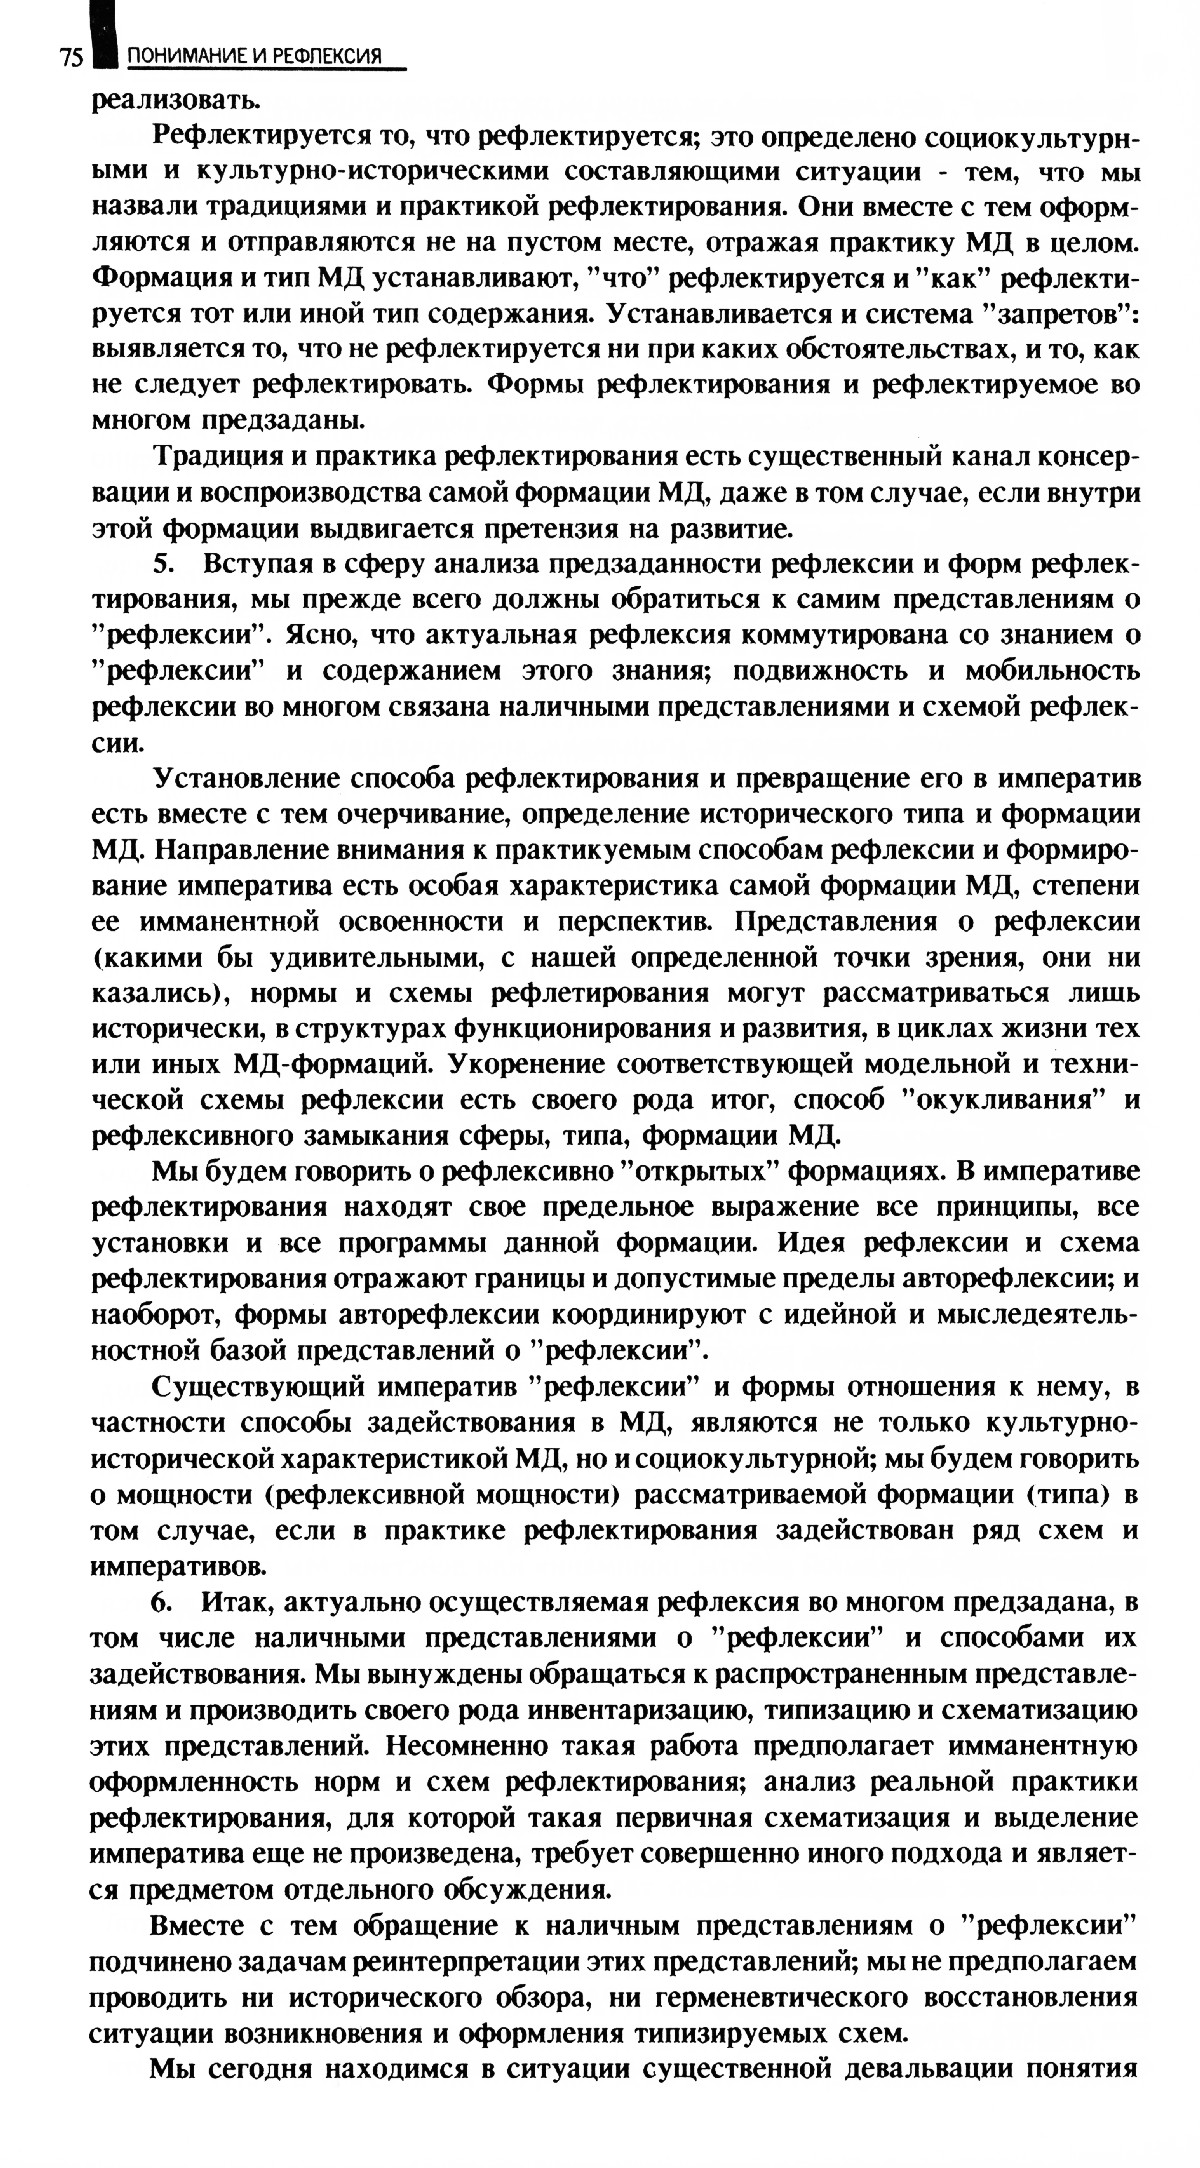 75 ПОНИМАНИЕ И РЕФЛЕКСИЯ
реализовать.
Рефлектируется то, что рефлектируется; это определено социокультурн-
ыми и культурно-историческими составляющими ситуации - тем, что мы
назвали традициями и практикой рефлектирования. Они вместе с тем оформ-
ляются и отправляются не на пустом месте, отражая практику МД в целом.
Формация и тип МД устанавливают, ”что” рефлектируется и ”как” рефлекти-
руется тот или иной тип содержания. Устанавливается и система ”запретов”:
выявляется то, что не рефлектируется ни при каких обстоятельствах, и то, как
не следует рефлектировать. Формы рефлектирования и рефлектируемое во
многом предзаданы.
Традиция и практика рефлектирования есть существенный канал консер-
вации и воспроизводства самой формации МД, даже в том случае, если внутри
этой формации выдвигается претензия на развитие.
5. Вступая в сферу анализа предзаданности рефлексии и форм рефлек-
тирования, мы прежде всего должны обратиться к самим представлениям о
”рефлексии”. Ясно, что актуальная рефлексия коммутирована со знанием о
”рефлексии” и содержанием этого знания; подвижность и мобильность
рефлексии во многом связана наличными представлениями и схемой рефлек-
сии.
Установление способа рефлектирования и превращение его в императив
есть вместе с тем очерчивание, определение исторического типа и формации
МД. Направление внимания к практикуемым способам рефлексии и формиро-
вание императива есть особая характеристика самой формации МД, степени
ее имманентной освоенности и перспектив. Представления о рефлексии
(какими бы удивительными, с нашей определенной точки зрения, они ни
казались), нормы и схемы рефлетирования могут рассматриваться лишь
исторически, в структурах функционирования и развития, в циклах жизни тех
или иных МД-формаций. Укоренение соответствующей модельной и техни-
ческой схемы рефлексии есть своего рода итог, способ ”окукливания” и
рефлексивного замыкания сферы, типа, формации МД.
Мы будем говорить о рефлексивно ”открытых” формациях. В императиве
рефлектирования находят свое предельное выражение все принципы, все
установки и все программы данной формации. Идея рефлексии и схема
рефлектирования отражают границы и допустимые пределы авторефлексии; и
наоборот, формы авторефлексии координируют с идейной и мыследеятель-
ностной базой представлений о ”рефлексии”.
Существующий императив ”рефлексии” и формы отношения к нему, в
частности способы задействования в МД, являются не только культурно-
исторической характеристикой МД, но и социокультурной; мы будем говорить
о мощности (рефлексивной мощности) рассматриваемой формации (типа) в
том случае, если в практике рефлектирования задействован ряд схем и
императивов.
6. Итак, актуально осуществляемая рефлексия во многом предзадана, в
том числе наличными представлениями о ”рефлексии” и способами их
задействования. Мы вынуждены обращаться к распространенным представле-
ниям и производить своего рода инвентаризацию, типизацию и схематизацию
этих представлений. Несомненно такая работа предполагает имманентную
оформленность норм и схем рефлектирования; анализ реальной практики
рефлектирования, для которой такая первичная схематизация и выделение
императива еще не произведена, требует совершенно иного подхода и являет-
ся предметом отдельного обсуждения.
Вместе с тем обращение к наличным представлениям о ”рефлексии”
подчинено задачам реинтерпретации этих представлений; мы не предполагаем
проводить ни исторического обзора, ни герменевтического восстановления
ситуации возникновения и оформления типизируемых схем.
Мы сегодня находимся в ситуации существенной девальвации понятия